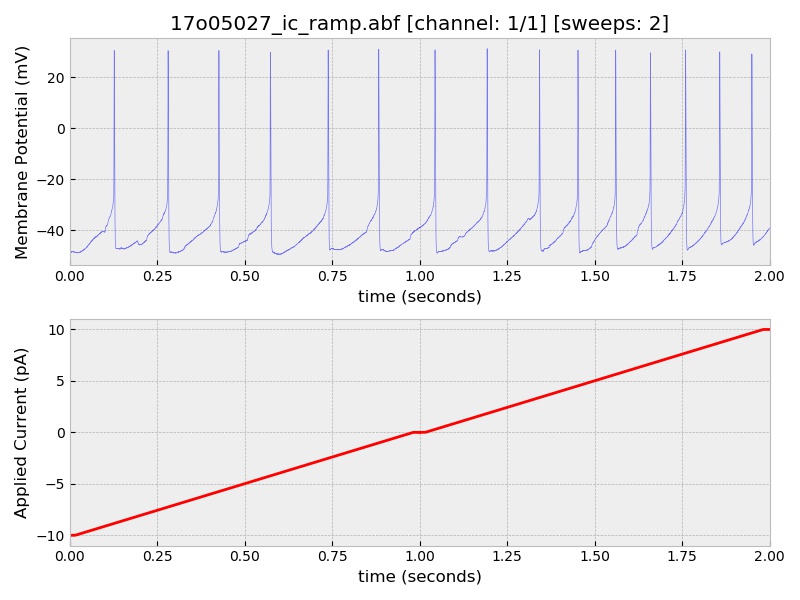 17o05027_ic_ramp.abf [channel: 1/1] [sweeps: 2]
Membrane Potential (mV)
20
0
−20
−40
0.00 0.25 0.50 0.75 1.00 1.25 1.50 1.75 2.00
time (seconds)
Applied Current (pA)
10
5
0
−5
−10
0.00 0.25 0.50 0.75 1.00 1.25 1.50 1.75 2.00
time (seconds)